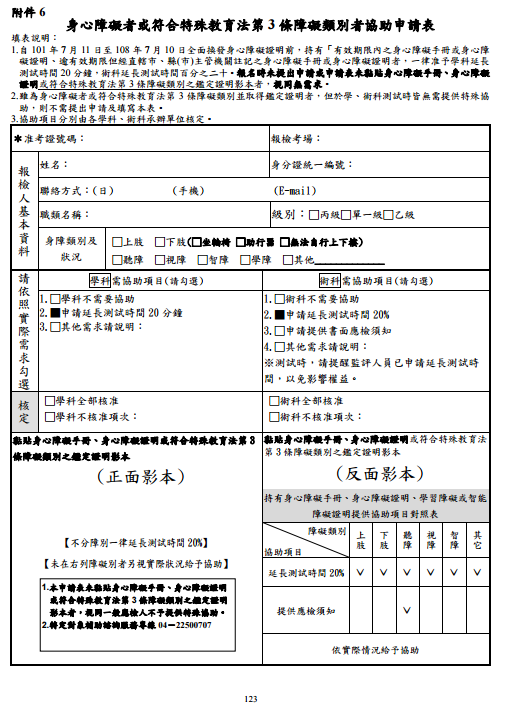 附件 6
身心障礙者或符合特殊教育法第 3 條障礙類別者協助申請表
填表說明：
1.自 101 年 7 月 11 日至 108 年 7 月 10 日全面換發身心障礙證明前，持有「有效期限內之身心障礙手冊或身心障
礙證明、逾有效期限但經直轄市、縣(市)主管機關註記之身心障礙手冊或身心障礙證明者，一律准予學科延長
測試時間 20 分鐘，術科延長測試時間百分之二十。報名時未提出申請或申請表未黏貼身心障礙手冊、身心障礙
證明或符合特殊教育法第 3 條障礙類別之鑑定證明影本者，視同無需求。
2.雖為身心障礙者或符合特殊教育法第 3 條障礙類別並取得鑑定證明者，但於學、術科測試時皆無需提供特殊協
助，則不需提出申請及填寫本表。
3.協助項目分別由各學科、術科承辦單位核定。
＊准考證號碼：
報檢考場：
報檢人基本資料
姓名：
身分證統一編號：
聯絡方式：(日) (手機) (E-mail)
職類名稱：
級別：□丙級□單一級□乙級
身障類別及
狀況
□上肢 □下肢(□坐輪椅 □助行器 □無法自行上下樓)
□聽障 □視障 □智障 □學障 □其他
請依照實際需求勾選
學科需協助項目(請勾選)
1.□學科不需要協助
2.■申請延長測試時間 20 分鐘
3.□其他需求請說明：
術科需協助項目(請勾選)
1.□術科不需要協助
2.■申請延長測試時間 20%
3.□申請提供書面應檢須知
4.□其他需求請說明：
※測試時，請提醒監評人員已申請延長測試時
間，以免影響權益。
核定
□學科全部核准
□學科不核准項次：
□術科全部核准
□術科不核准項次：
黏貼身心障礙手冊、身心障礙證明或符合特殊教育法第 3
條障礙類別之鑑定證明影本
(正面影本)
【不分障別一律延長測試時間 20%】
【未在右列障礙別者另視實際狀況給予協助】
1.本申請表未黏貼身心障礙手冊、身心障礙證明
或符合特殊教育法第 3 條障礙類別之鑑定證明
影本者，視同一般應檢人不予提供特殊協助。
2.特定對象補助諮詢服務專線 04－22500707
黏貼身心障礙手冊、身心障礙證明或符合特殊教育法
第 3 條障礙類別之鑑定證明影本
(反面影本)
持有身心障礙手冊、身心障礙證明、學習障礙或智能
障礙證明提供協助項目對照表
障礙類別
協助項目
上肢 下肢 聽障 視障 智障 其它
延長測試時間 20% ✓ ✓ ✓ ✓ ✓ ✓
提供應檢須知 ✓
依實際情況給予協助
123